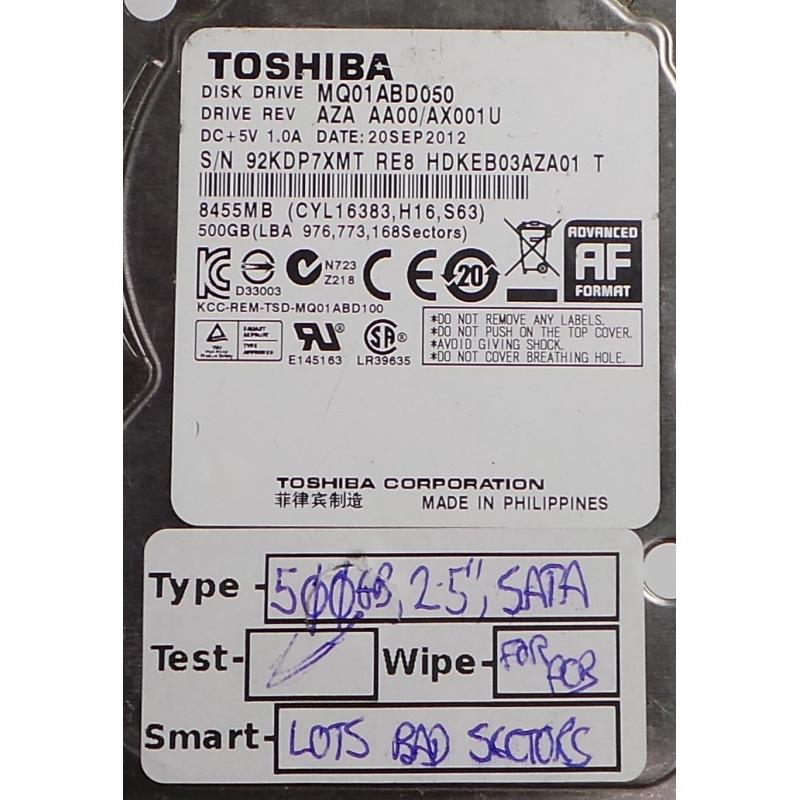 TOSHIBA
DISK DRIVE MQ01ABD050
DRIVE REV AZA AA00/AX001U
DC+5V 1.0A DATE:20SEP2012
S/N 92KDP7XMT RE8 HDKEB03AZA01 T
8455MB (CYL16383,H16,S63)
500GB(LBA 976,773,168Sectors)
D33003
N723
Z218
20
ADVANCED
AF
FORMAT
KCC-REM-TSD-MQ01ABD100
TYPE
APPROVED
E145163
LR39635
*DO NOT REMOVE ANY LABELS.
*DO NOT PUSH ON THE TOP COVER.
*AVOID GIVING SHOCK.
*DO NOT COVER BREATHING HOLE.
TOSHIBA CORPORATION
菲律宾制造 MADE IN PHILIPPINES
Type - 500GB, 2.5", SATA
Test- Wipe- FOR PCB
Smart- LOTS BAD SECTORS